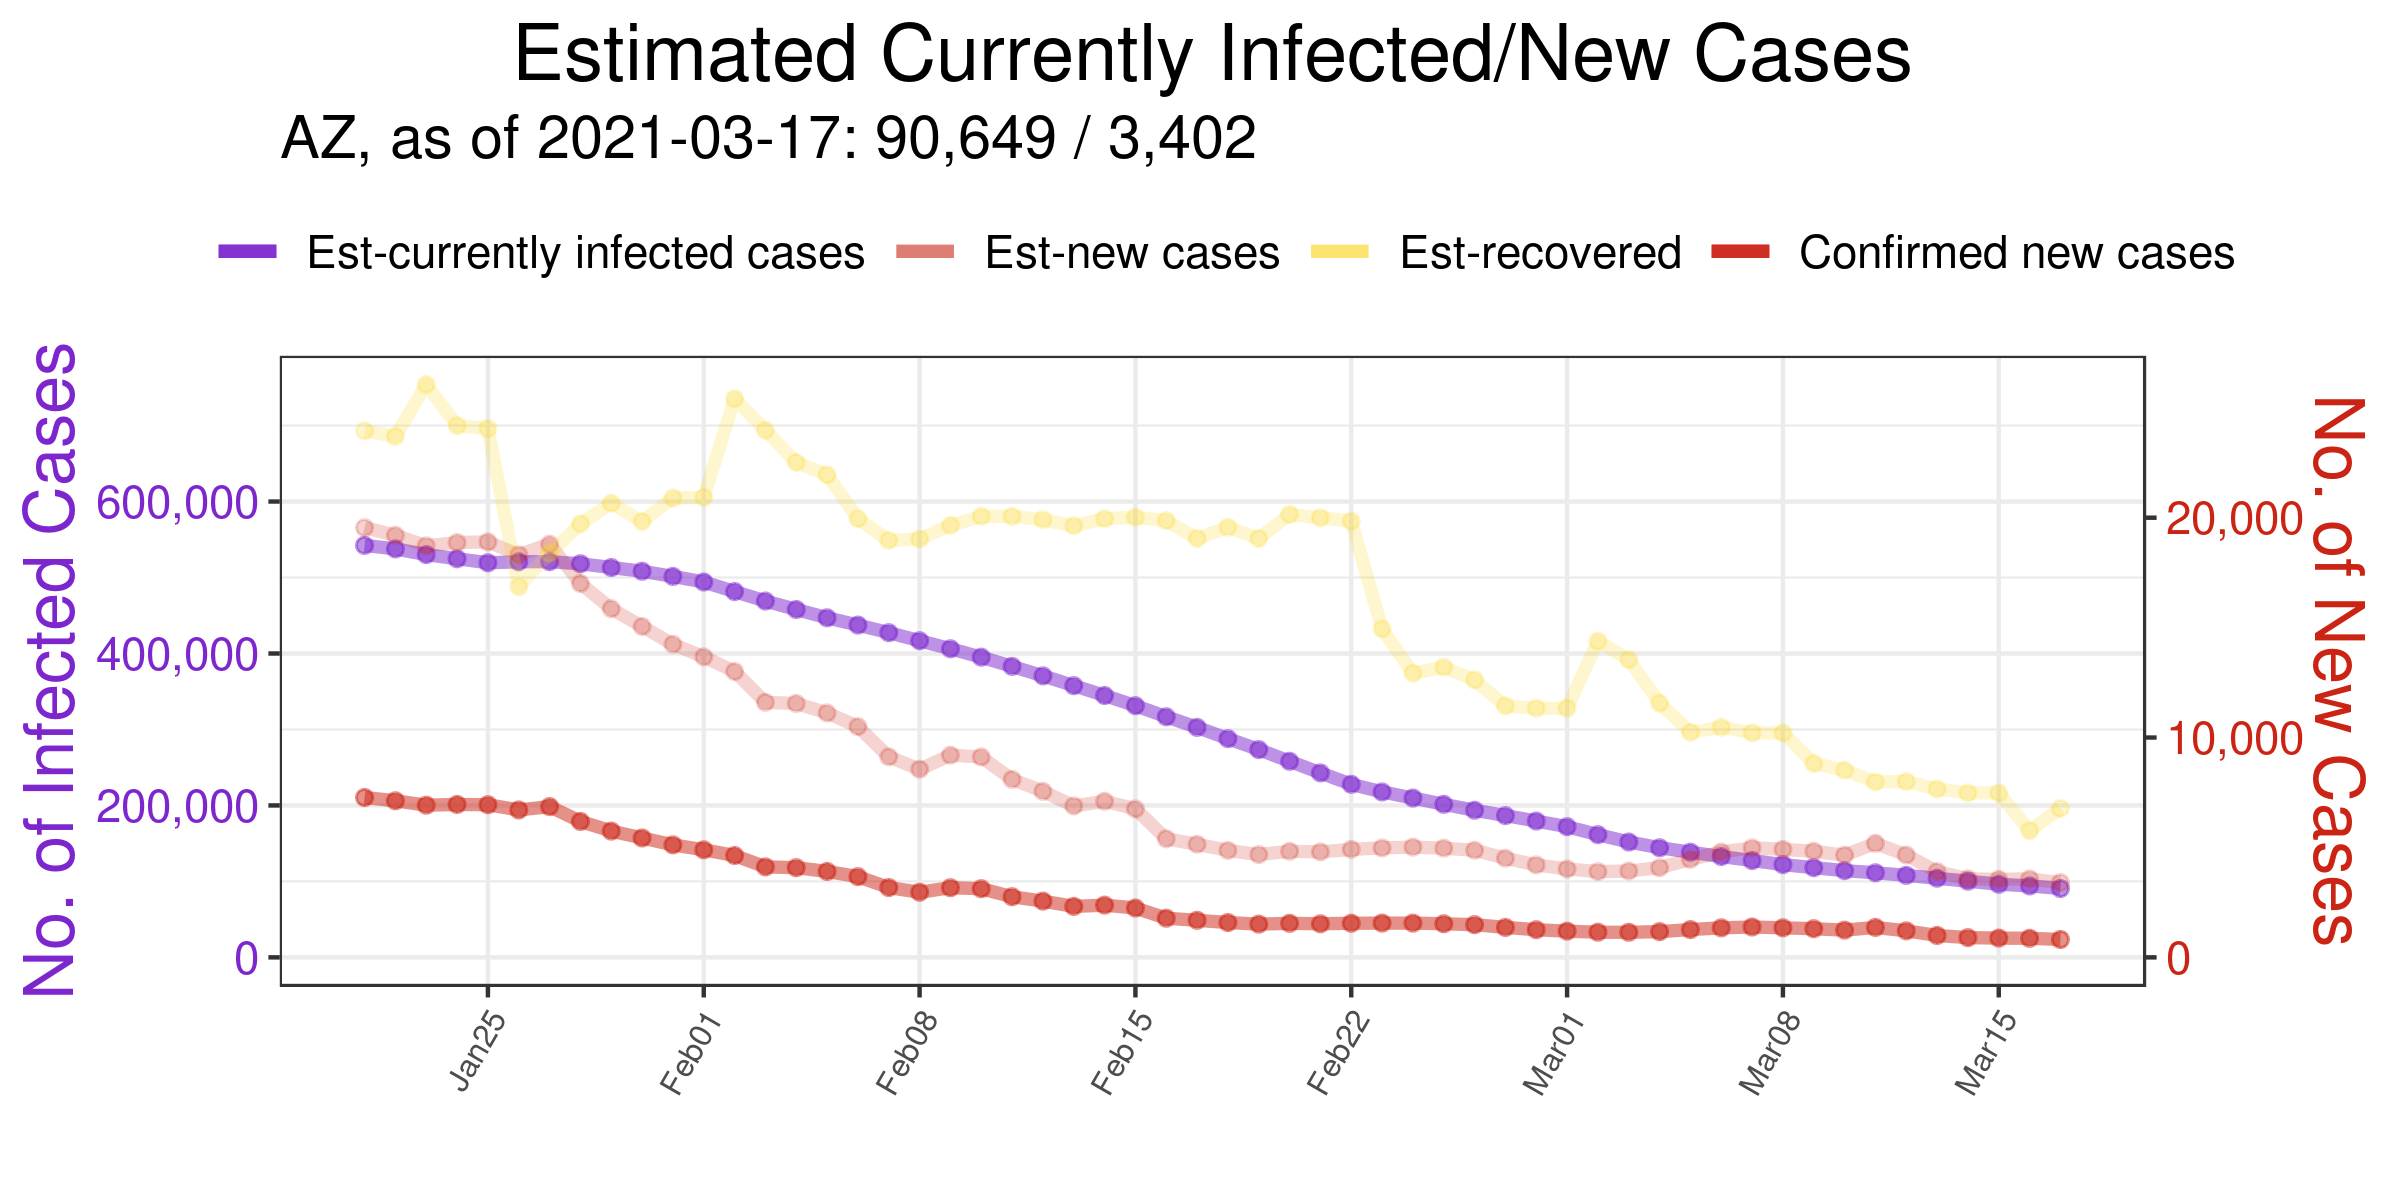 Estimated Currently Infected/New Cases
AZ, as of 2021-03-17: 90,649 / 3,402
Est-currently infected cases Est-new cases Est-recovered Confirmed new cases
No. of Infected Cases
600,000
400,000
200,000
0
No. of New Cases
20,000
10,000
0
Jan25 Feb01 Feb08 Feb15 Feb22 Mar01 Mar08 Mar15